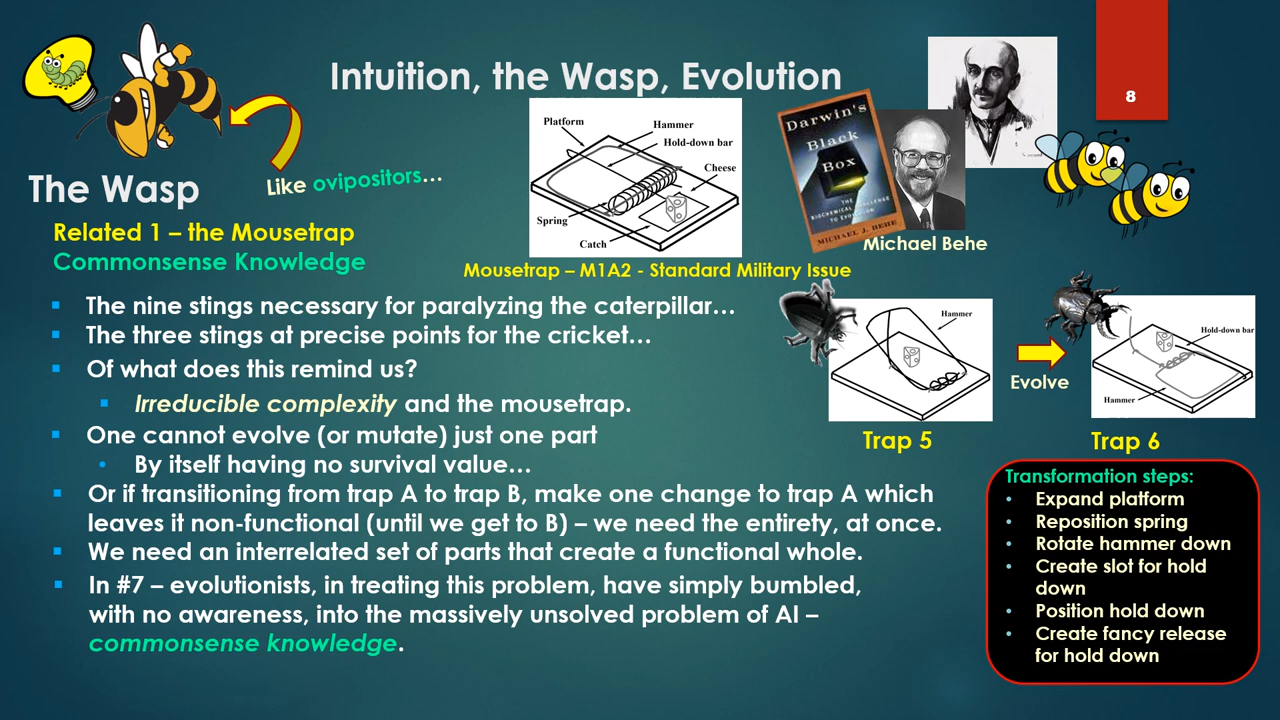 Intuition, the Wasp, Evolution
8
The Wasp
Like ovipositors…
Related 1 – the Mousetrap
Commonsense Knowledge
Platform
Hammer
Hold-down bar
Cheese
Spring
Catch
Mousetrap – M1A2 - Standard Military Issue
Darwin's
Black
Box
THE
BIOCHEMICAL CHALLENGE
TO EVOLUTION
MICHAEL J. BEHE
Michael Behe
The nine stings necessary for paralyzing the caterpillar…
The three stings at precise points for the cricket…
Of what does this remind us?
Irreducible complexity and the mousetrap.
One cannot evolve (or mutate) just one part
By itself having no survival value…
Or if transitioning from trap A to trap B, make one change to trap A which
leaves it non-functional (until we get to B) – we need the entirety, at once.
We need an interrelated set of parts that create a functional whole.
In #7 – evolutionists, in treating this problem, have simply bumbled,
with no awareness, into the massively unsolved problem of AI –
commonsense knowledge.
Hammer
Trap 5
Evolve
Hold-down bar
Hammer
Trap 6
Transformation steps:
Expand platform
Reposition spring
Rotate hammer down
Create slot for hold
down
Position hold down
Create fancy release
for hold down